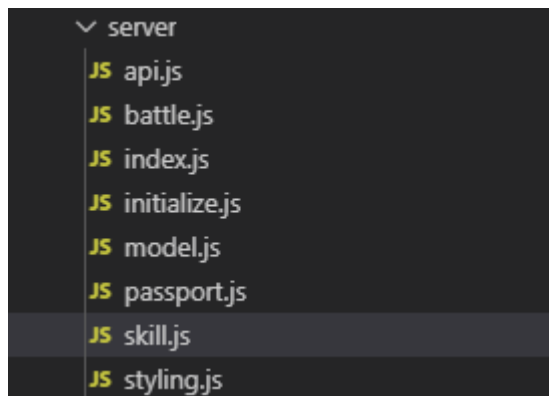 server
JS api.js
JS battle.js
JS index.js
JS initialize.js
JS model.js
JS passport.js
JS skill.js
JS styling.js